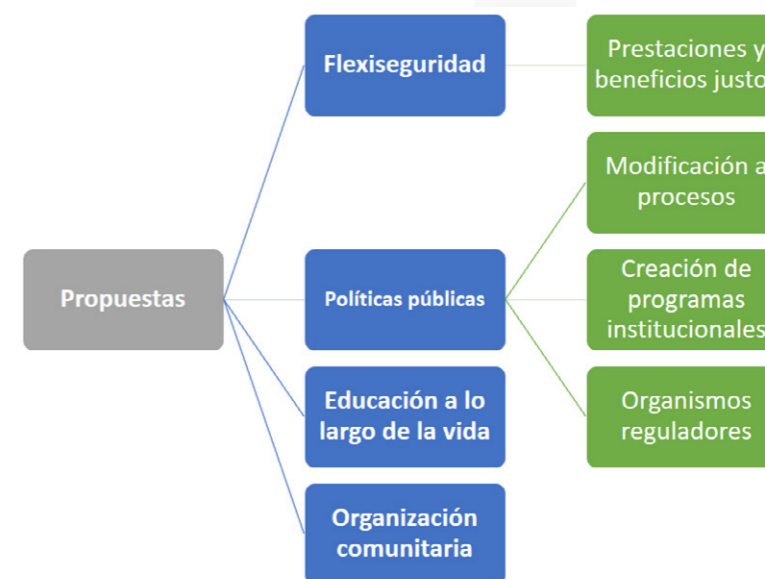 Flexiseguridad
Prestaciones y
beneficios justo
Modificación a
procesos
Propuestas
Políticas públicas
Creación de
programas
institucionales
Educación a lo
largo de la vida
Organismos
reguladores
Organización
comunitaria